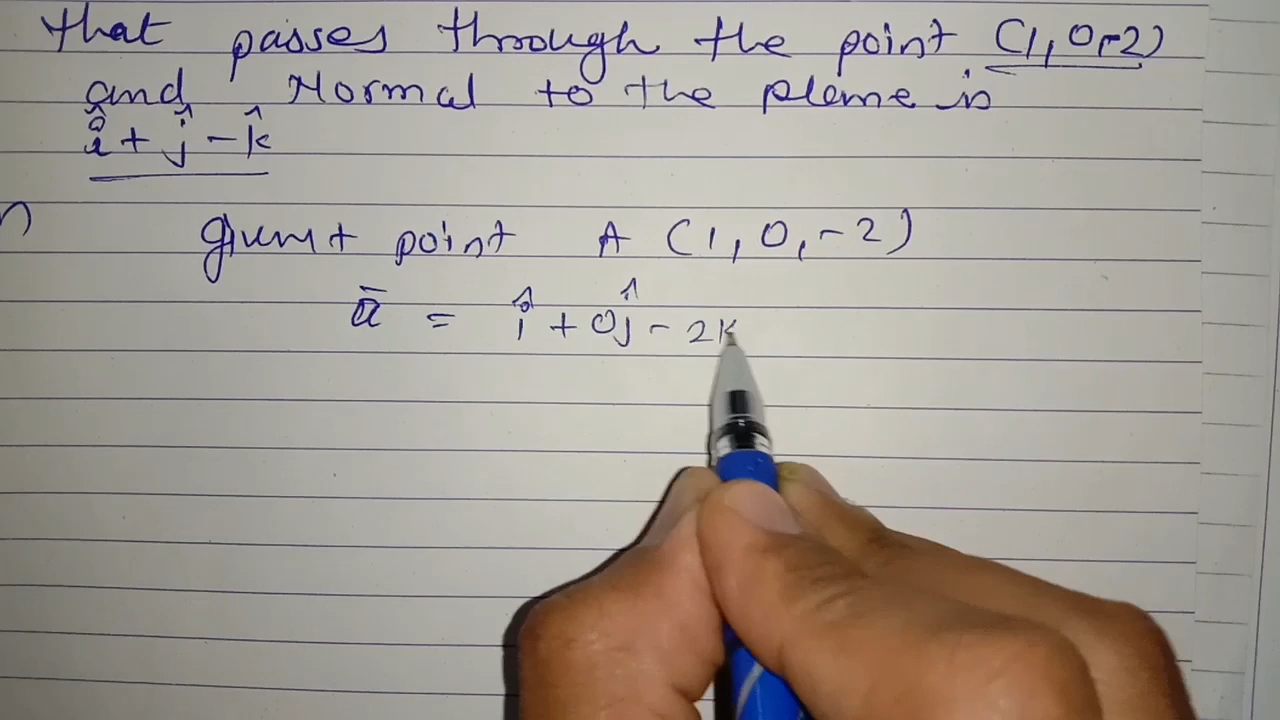 that passes through the point (1, 0, -2)
and Normal to the plane is
î + ĵ - k̂
n
given point A (1, 0, -2)
ā = î + 0ĵ - 2k